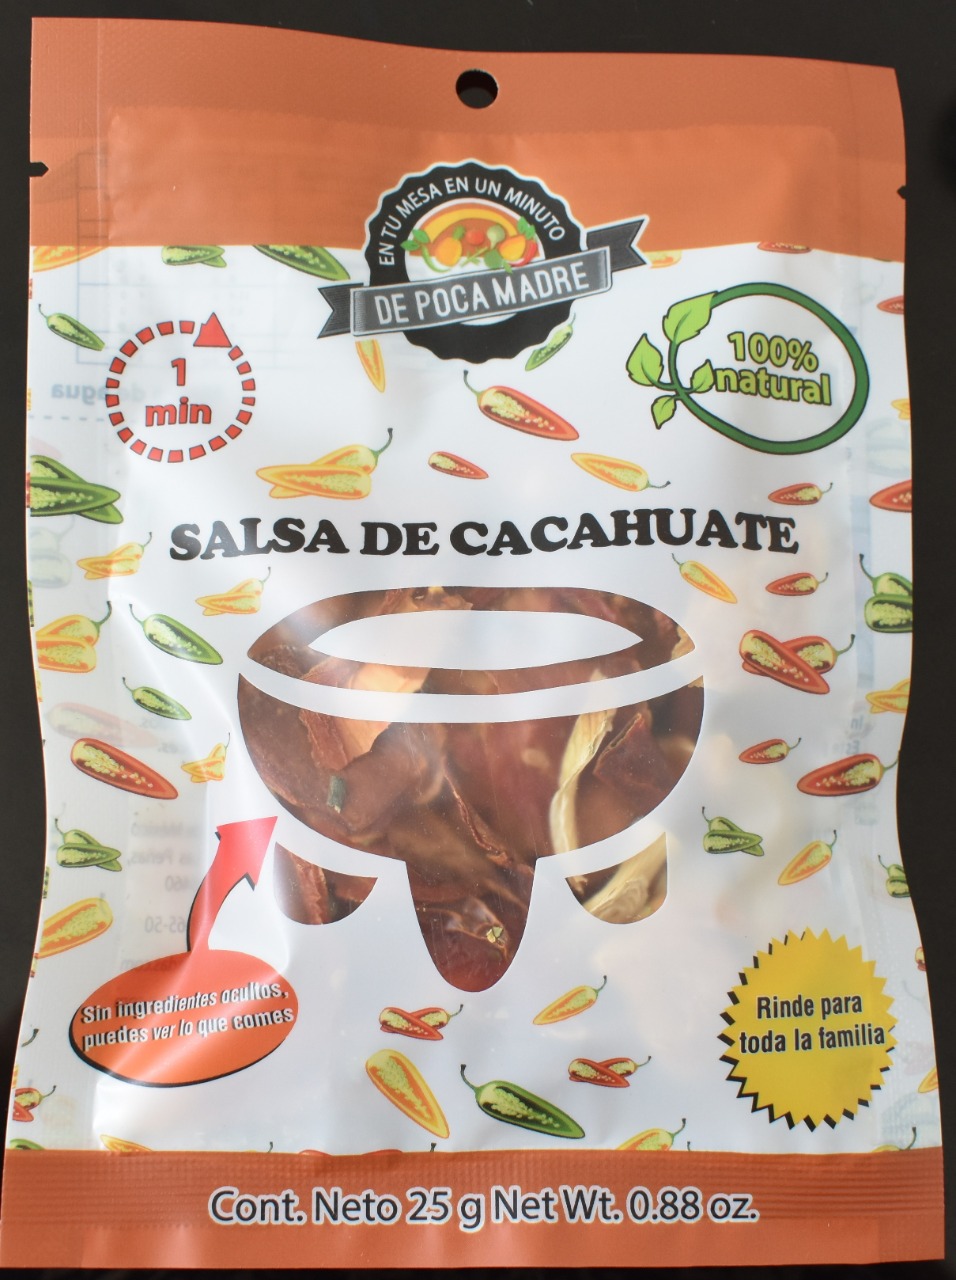 EN TU MESA EN UN MINUTO
DE POCA MADRE
1
min
100%
natural
agua
SALSA DE CACAHUATE
Sin ingredientes ocultos,
puedes ver lo que comes
Rinde para
toda la familia
Cont. Neto 25 g Net Wt. 0.88 oz.